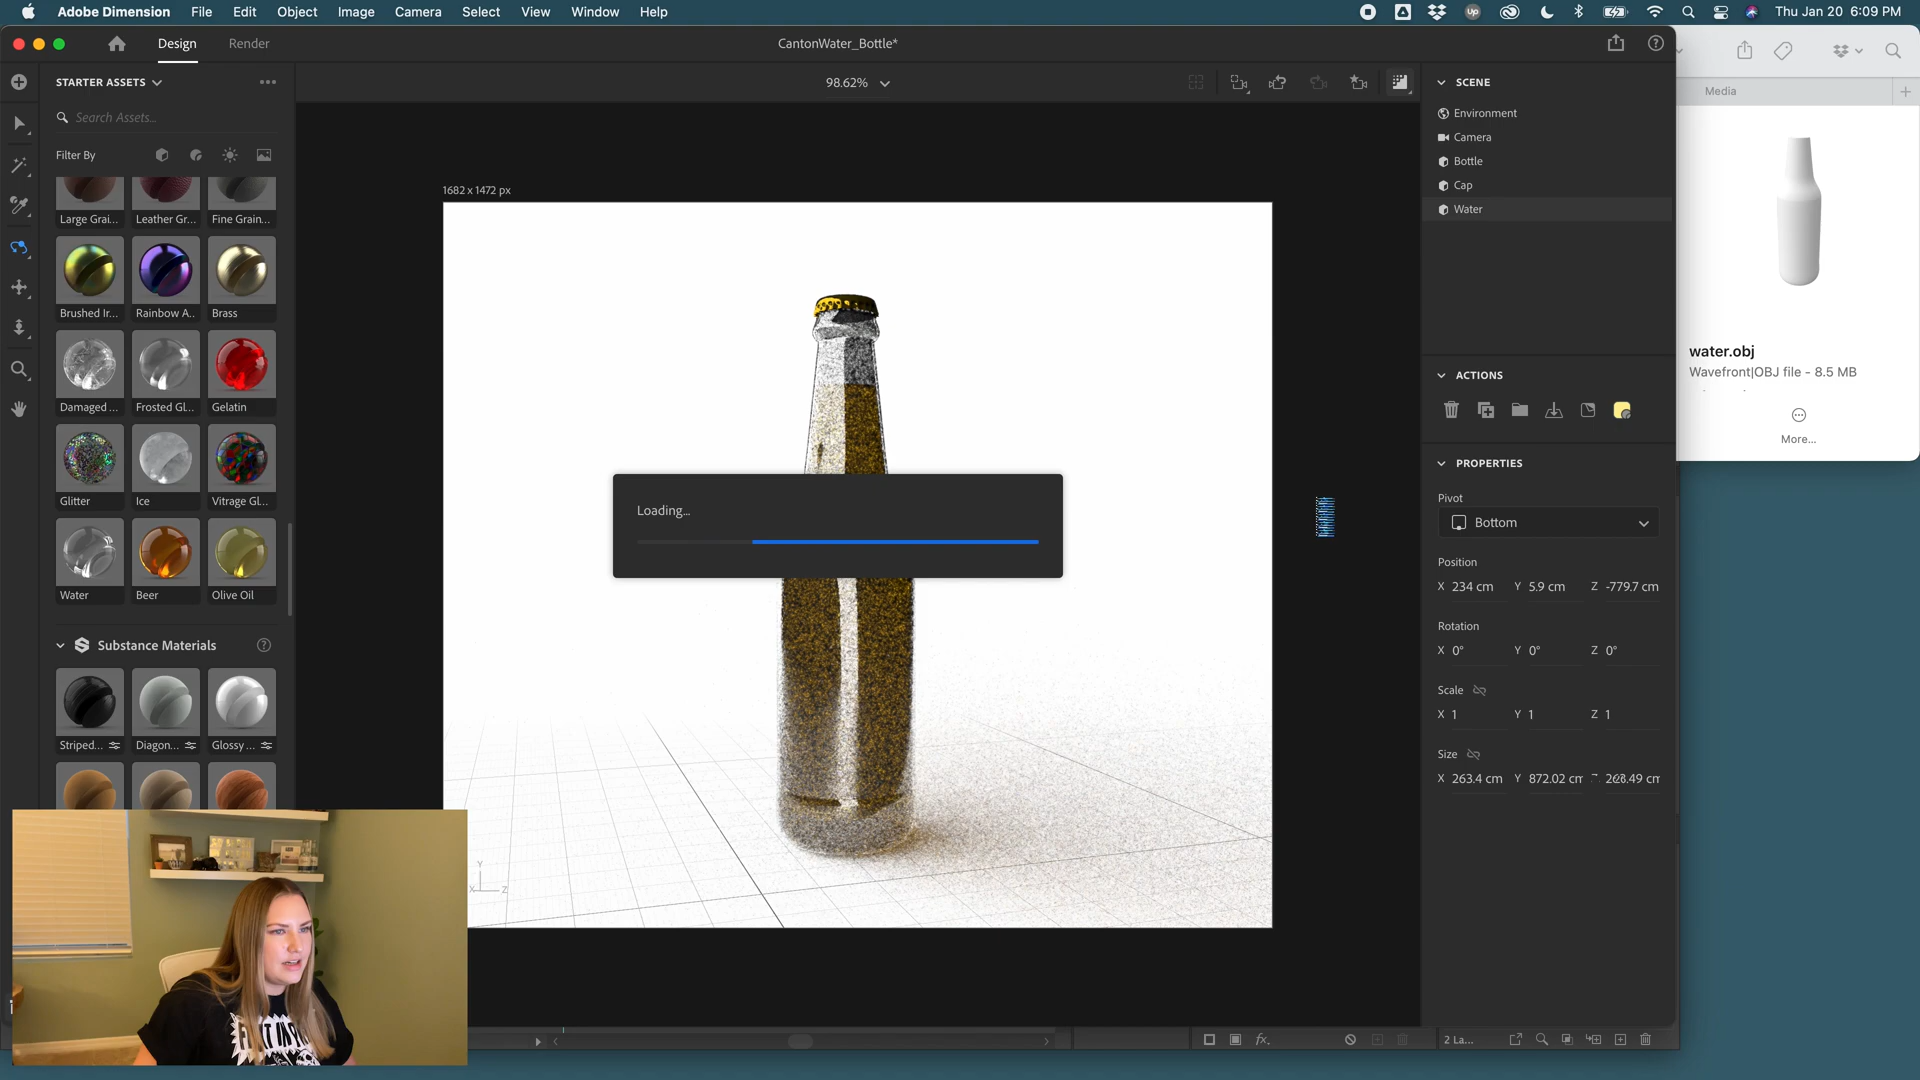 Adobe Dimension File Edit Object Image Camera Select View Window Help
Thu Jan 20 6:09 PM
Design Render
CantonWater_Bottle*
STARTER ASSETS
98.62%
Search Assets...
Filter By
Large Grai... Leather Gr... Fine Grain...
Brushed Ir... Rainbow A.. Brass
Damaged ... Frosted Gl... Gelatin
Glitter Ice Vitrage Gl...
Water Beer Olive Oil
Substance Materials
Striped... Diagon... Glossy ...
1682 x 1472 px
Loading...
Y
X Z
SCENE
Environment
Camera
Bottle
Cap
Water
ACTIONS
PROPERTIES
Pivot
Bottom
Position
X 234 cm Y 5.9 cm Z -779.7 cm
Rotation
X 0° Y 0° Z 0°
Scale
X 1 Y 1 Z 1
Size
X 263.4 cm Y 872.02 cm
2 La...
Media
water.obj
Wavefront|OBJ file - 8.5 MB
More...